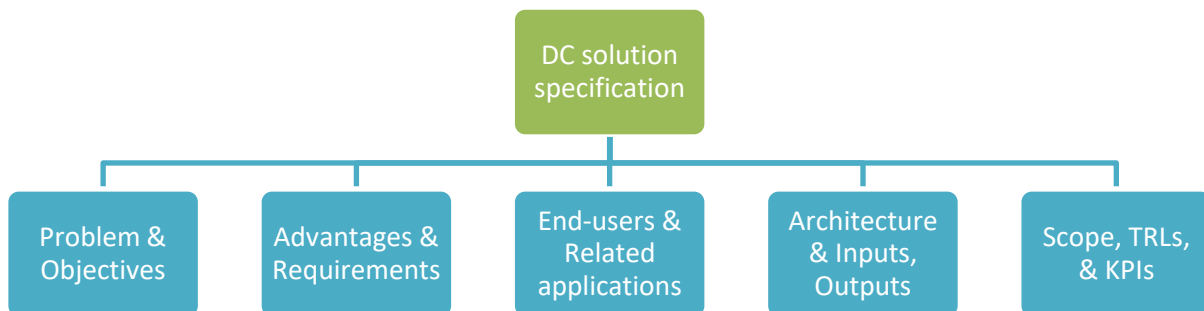 DC solution
specification
Problem &
Objectives
Advantages &
Requirements
End-users &
Related
applications
Architecture
& Inputs,
Outputs
Scope, TRLs,
& KPIs